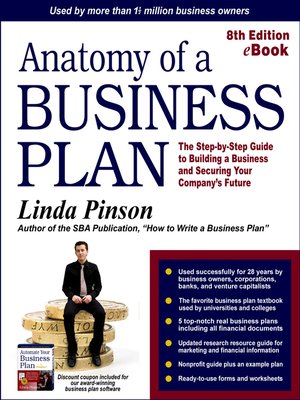 Used by more than 1½ million business owners
8th Edition
eBook
Anatomy of a
BUSINESS
PLAN
The Step-by-Step Guide
to Building a Business
and Securing Your
Company's Future
Linda Pinson
Author of the SBA Publication, "How to Write a Business Plan"
Used successfully for 28 years by
business owners, corporations,
banks, and venture capitalists
The favorite business plan textbook
used by universities and colleges
5 top-notch real business plans
including all financial documents
Updated research resource guide for
marketing and financial information
Nonprofit guide plus an example plan
Ready-to-use forms and worksheets
Automate Your
Business
Plan
Discount coupon included for
our award-winning
business plan software